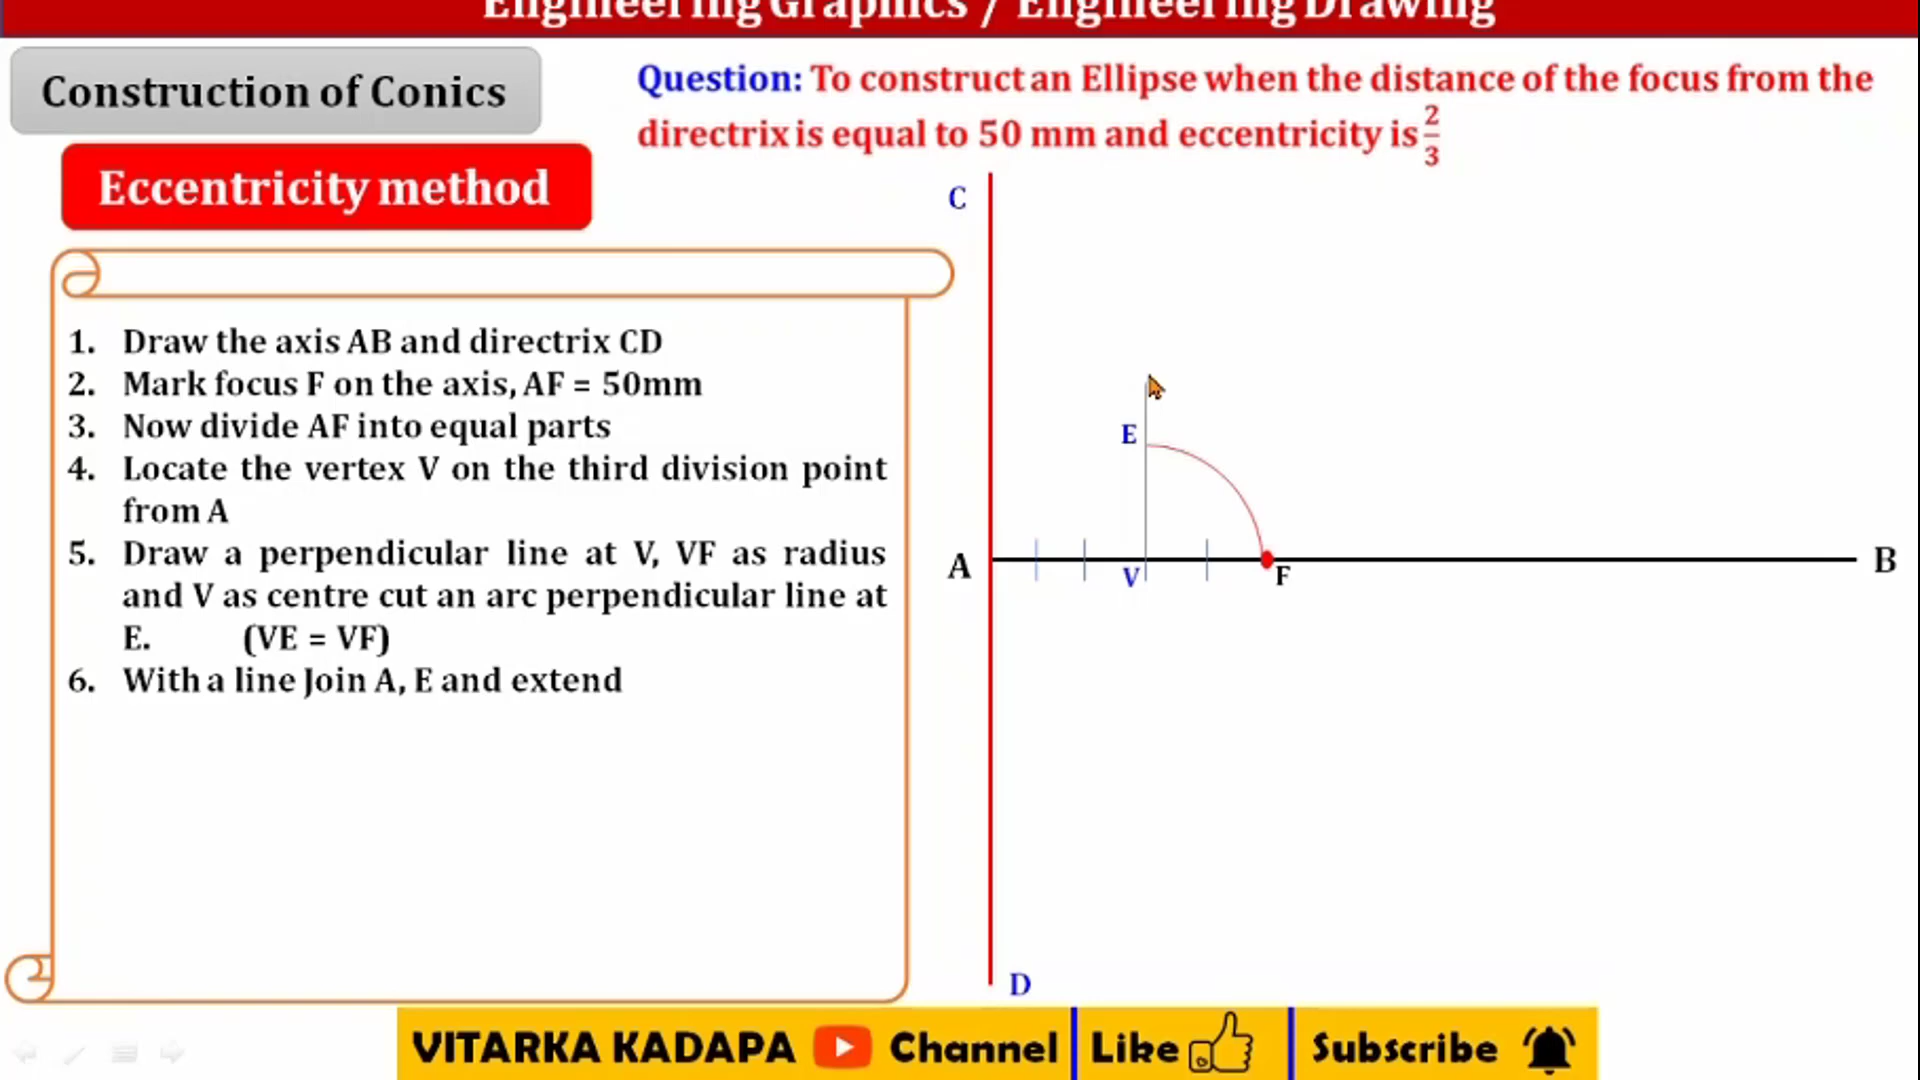 Engineering Graphics / Engineering Drawing
Construction of Conics
Eccentricity method
Question: To construct an Ellipse when the distance of the focus from the
directrix is equal to 50 mm and eccentricity is 2/3
1. Draw the axis AB and directrix CD
2. Mark focus F on the axis, AF = 50mm
3. Now divide AF into equal parts
4. Locate the vertex V on the third division point
from A
5. Draw a perpendicular line at V, VF as radius
and V as centre cut an arc perpendicular line at
E. (VE = VF)
6. With a line Join A, E and extend
C
E
A
V
F
B
D
VITARKA KADAPA Channel Like Subscribe